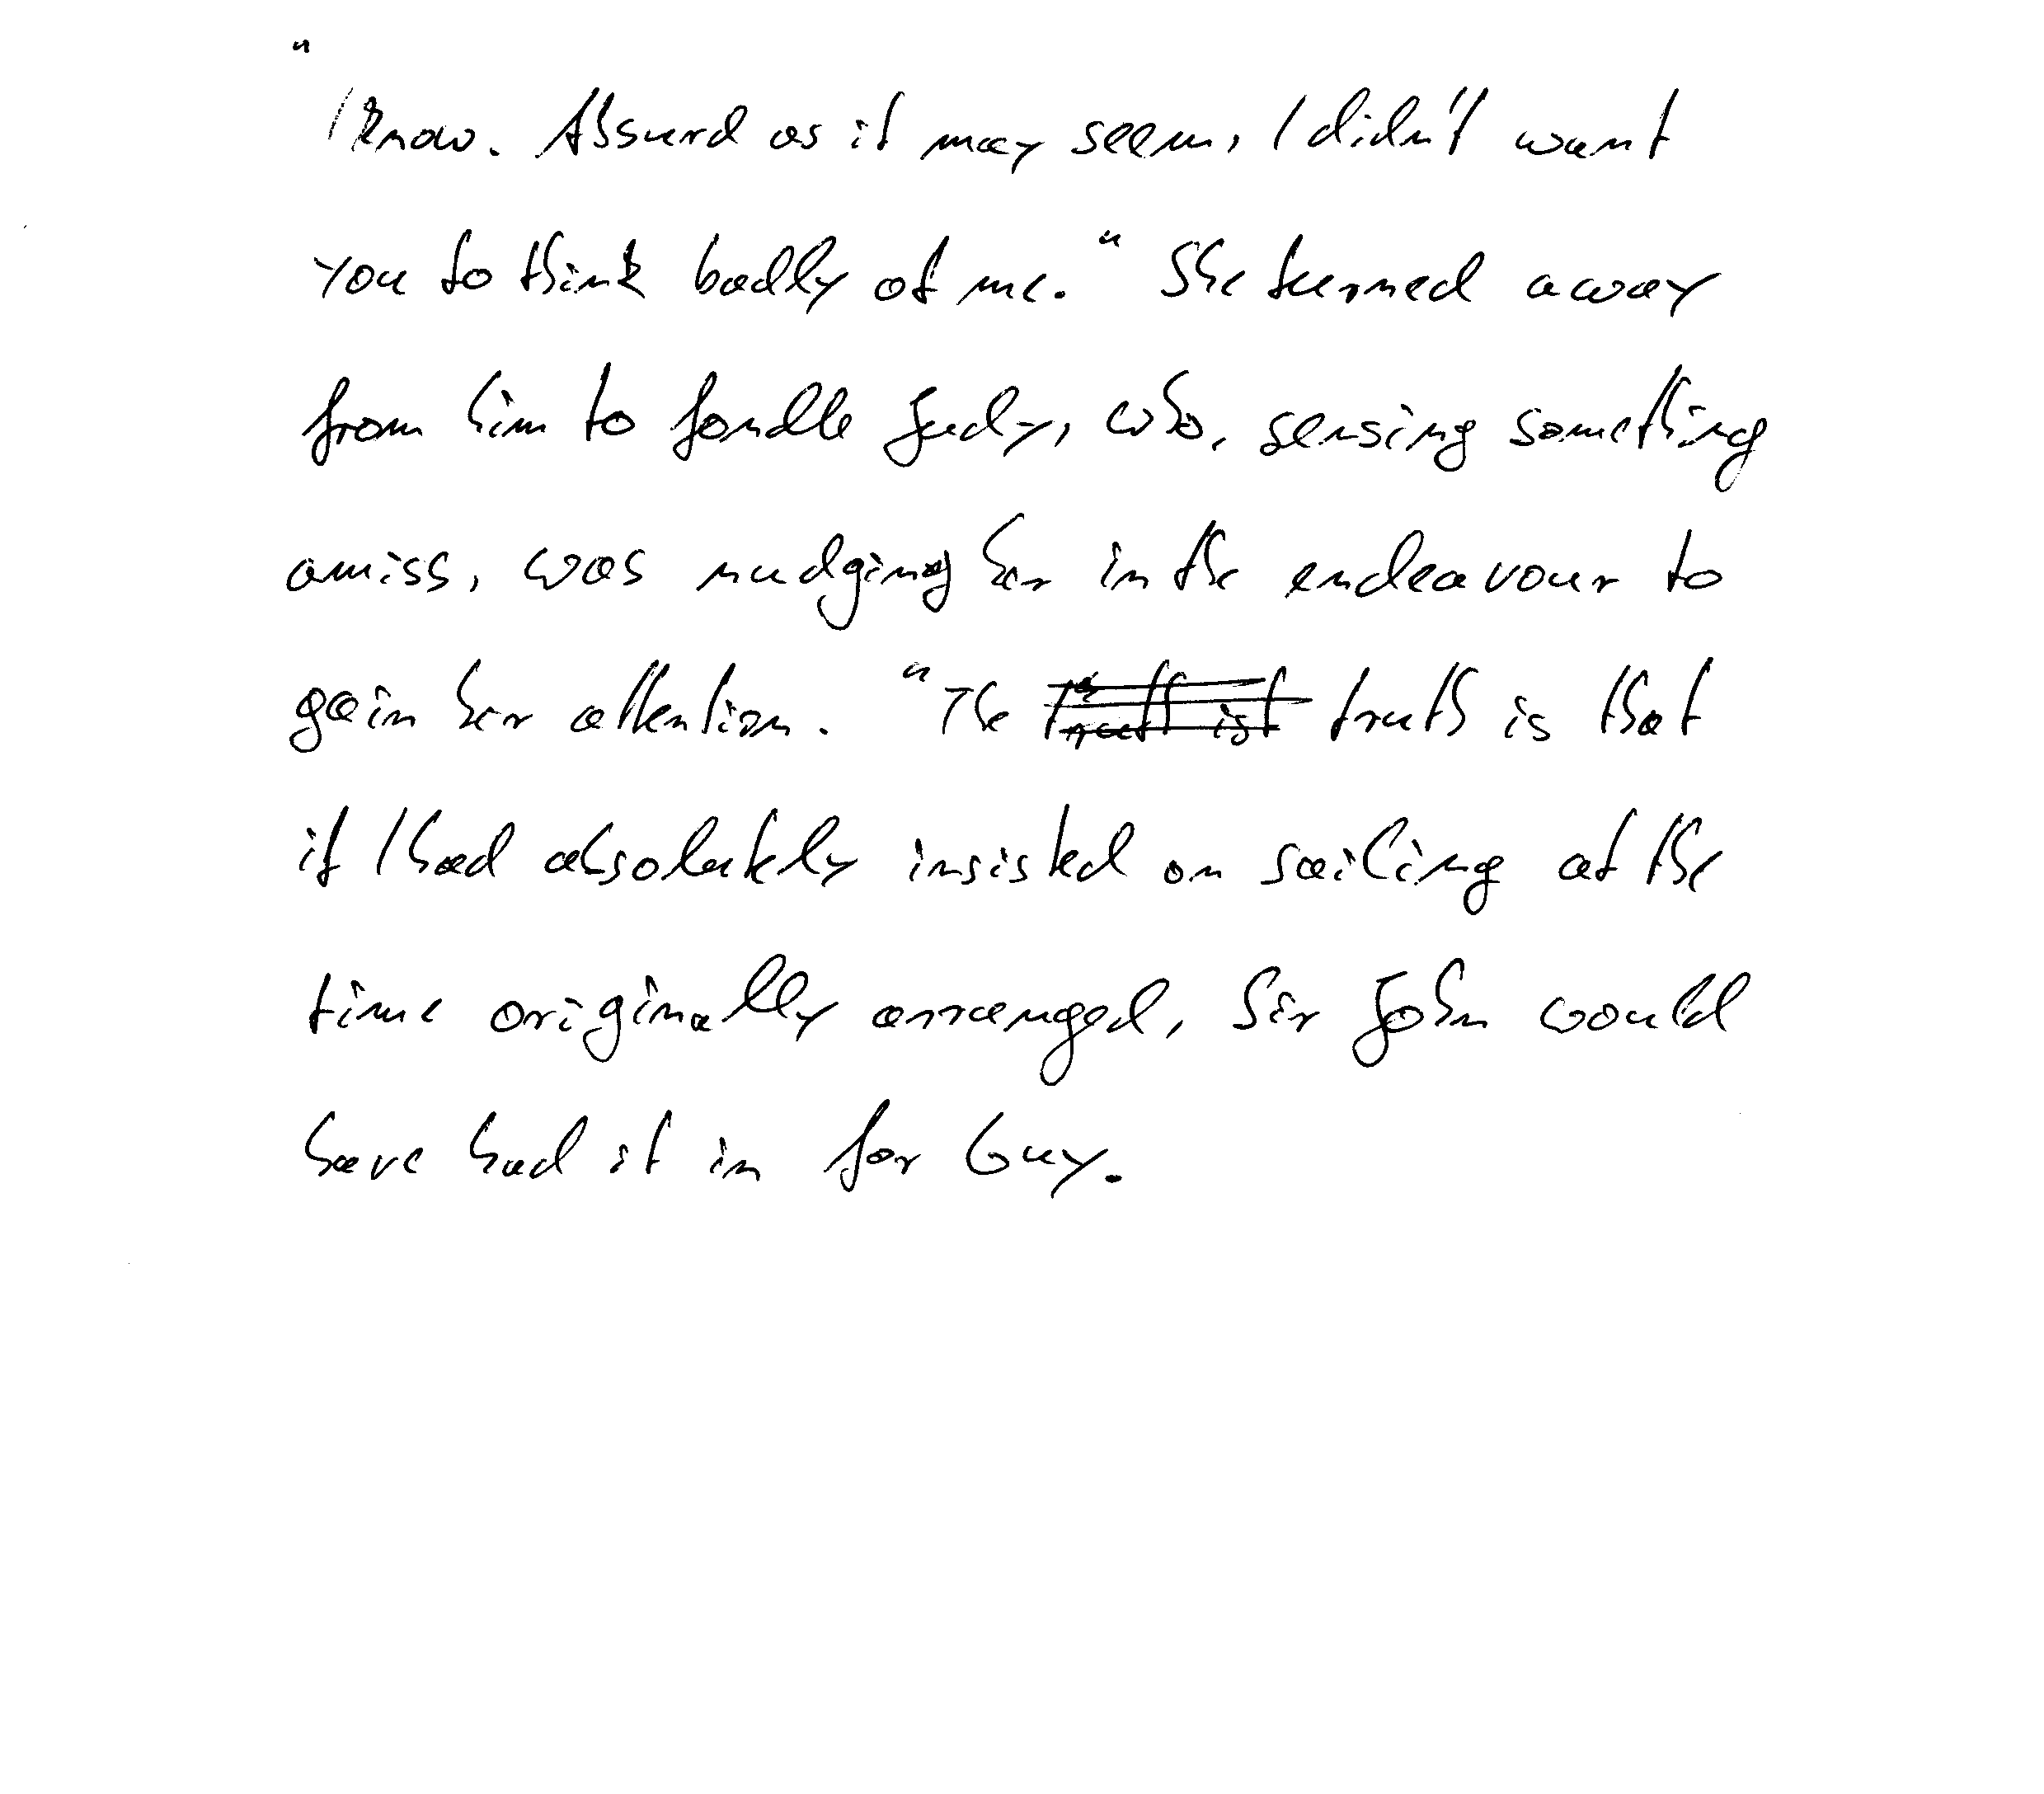 "
I know. Absurd as it may seem, I didn't want
you to think badly of me." She turned away
from him to fondle Judy, who, sensing something
amiss, was nudging her in the endeavour to
gain her attention. "The truth ist truth is that
if I had absolutely insisted on sailing at the
time originally arranged, Sir John would
have had it in for Guy.